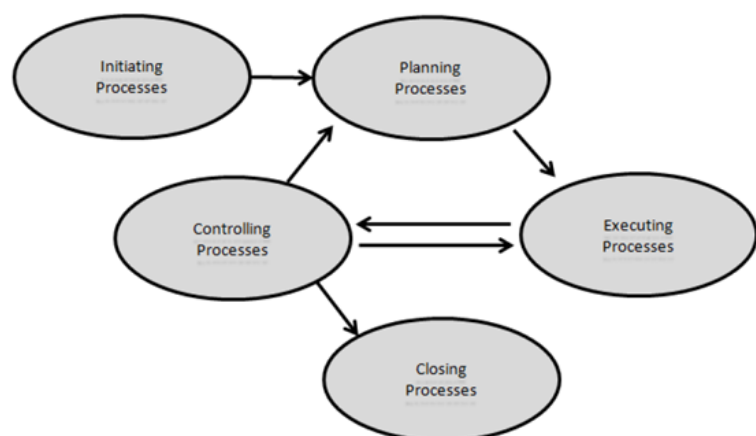 Initiating
Processes
Planning
Processes
Controlling
Processes
Executing
Processes
Closing
Processes